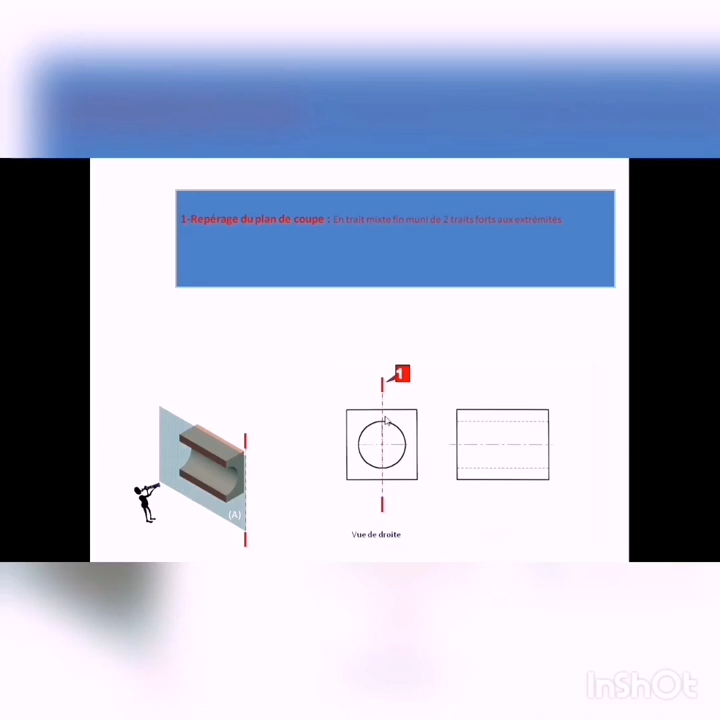 1-Repérage du plan de coupe : En trait mixte fin muni de 2 traits forts aux extrémités
1
(A)
Vue de droite
InShOt